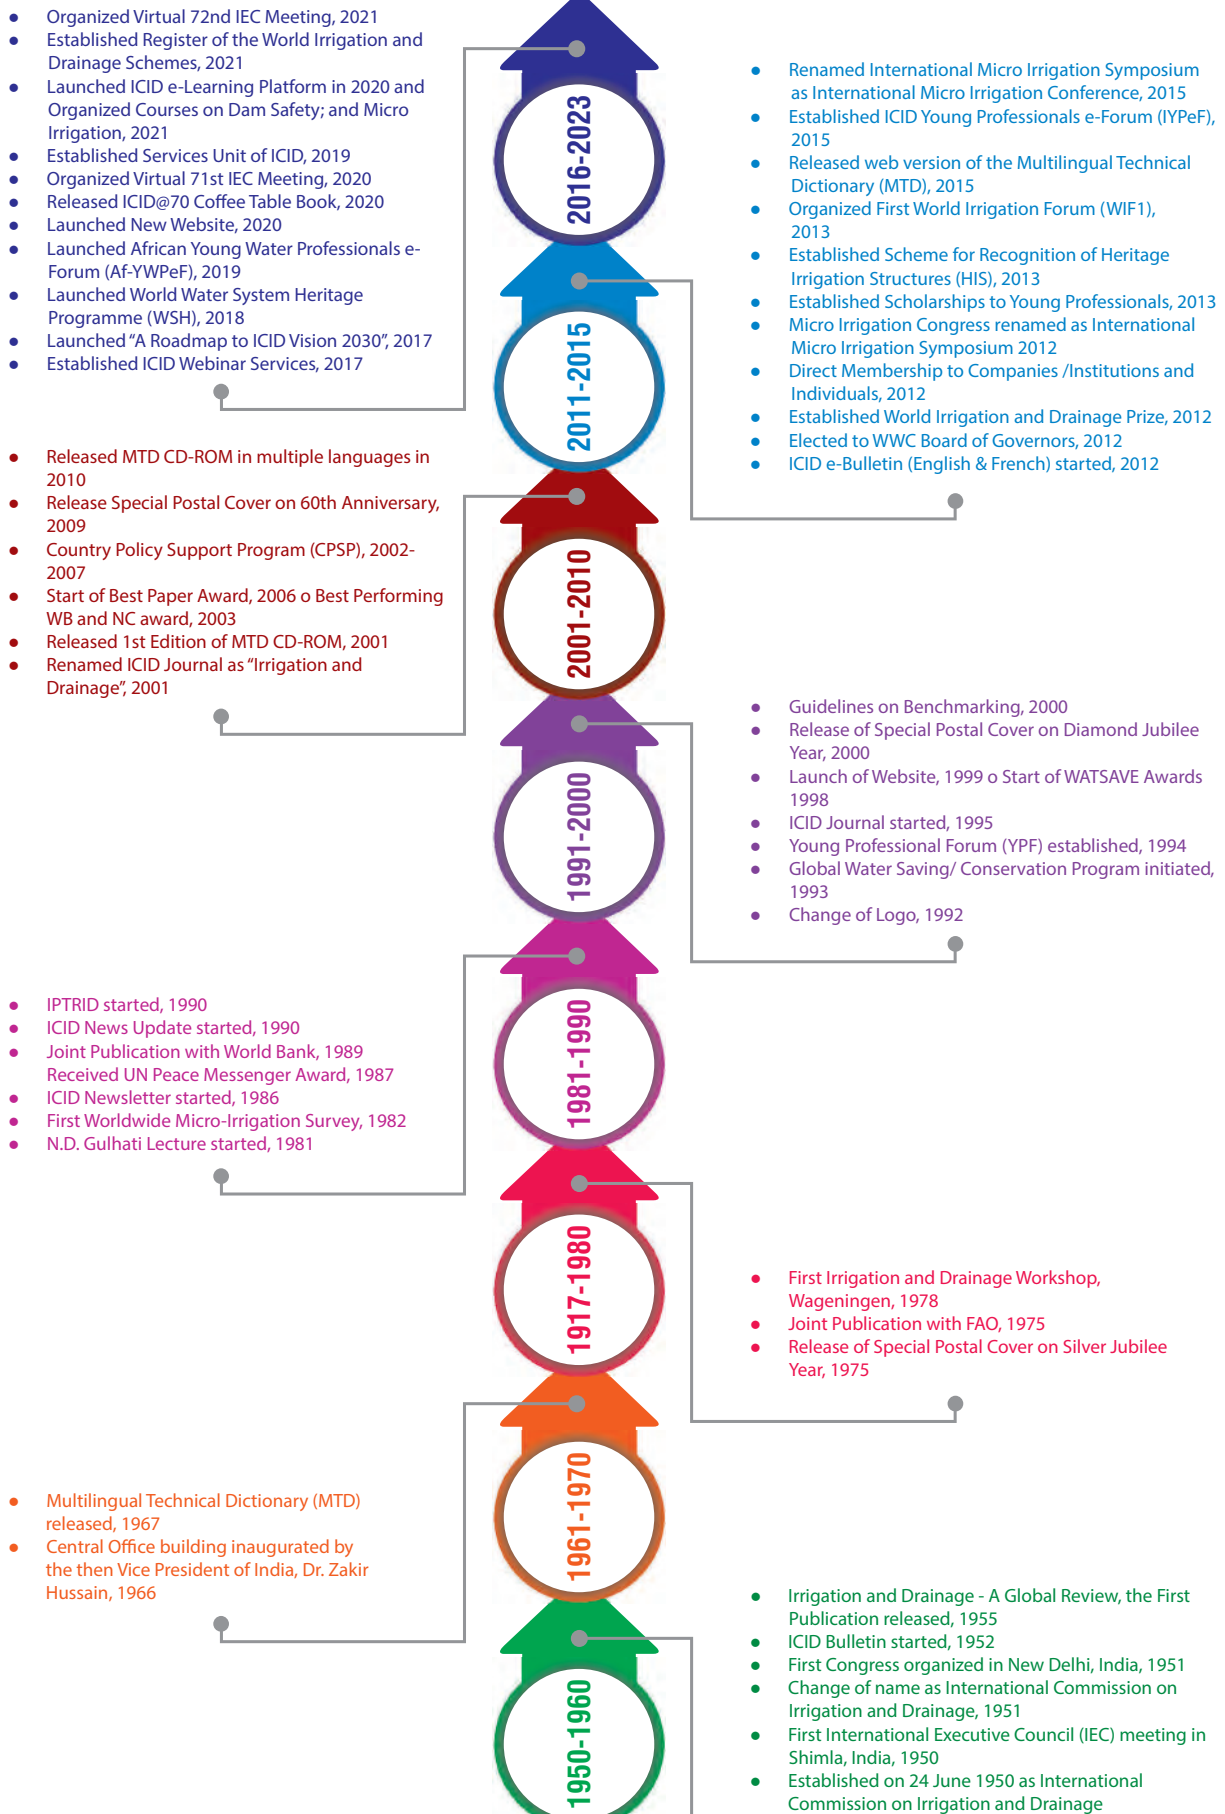 ● Organized Virtual 72nd IEC Meeting, 2021
● Established Register of the World Irrigation and
Drainage Schemes, 2021
● Launched ICID e-Learning Platform in 2020 and
Organized Courses on Dam Safety; and Micro
Irrigation, 2021
● Established Services Unit of ICID, 2019
● Organized Virtual 71st IEC Meeting, 2020
● Released ICID@70 Coffee Table Book, 2020
● Launched New Website, 2020
● Launched African Young Water Professionals e-
Forum (Af-YWPeF), 2019
● Launched World Water System Heritage
Programme (WSH), 2018
● Launched “A Roadmap to ICID Vision 2030”, 2017
● Established ICID Webinar Services, 2017
2016-2023
● Renamed International Micro Irrigation Symposium
as International Micro Irrigation Conference, 2015
● Established ICID Young Professionals e-Forum (IYPeF),
2015
● Released web version of the Multilingual Technical
Dictionary (MTD), 2015
● Organized First World Irrigation Forum (WIF1),
2013
● Established Scheme for Recognition of Heritage
Irrigation Structures (HIS), 2013
● Established Scholarships to Young Professionals, 2013
● Micro Irrigation Congress renamed as International
Micro Irrigation Symposium 2012
● Direct Membership to Companies /Institutions and
Individuals, 2012
● Established World Irrigation and Drainage Prize, 2012
● Elected to WWC Board of Governors, 2012
● ICID e-Bulletin (English & French) started, 2012
2011-2015
● Released MTD CD-ROM in multiple languages in
2010
● Release Special Postal Cover on 60th Anniversary,
2009
● Country Policy Support Program (CPSP), 2002-
2007
● Start of Best Paper Award, 2006 o Best Performing
WB and NC award, 2003
● Released 1st Edition of MTD CD-ROM, 2001
● Renamed ICID Journal as “Irrigation and
Drainage”, 2001
2001-2010
● Guidelines on Benchmarking, 2000
● Release of Special Postal Cover on Diamond Jubilee
Year, 2000
● Launch of Website, 1999 o Start of WATSAVE Awards
1998
● ICID Journal started, 1995
● Young Professional Forum (YPF) established, 1994
● Global Water Saving/ Conservation Program initiated,
1993
● Change of Logo, 1992
1991-2000
● IPTRID started, 1990
● ICID News Update started, 1990
● Joint Publication with World Bank, 1989
Received UN Peace Messenger Award, 1987
● ICID Newsletter started, 1986
● First Worldwide Micro-Irrigation Survey, 1982
● N.D. Gulhati Lecture started, 1981
1981-1990
● First Irrigation and Drainage Workshop,
Wageningen, 1978
● Joint Publication with FAO, 1975
● Release of Special Postal Cover on Silver Jubilee
Year, 1975
1917-1980
● Multilingual Technical Dictionary (MTD)
released, 1967
● Central Office building inaugurated by
the then Vice President of India, Dr. Zakir
Hussain, 1966
1961-1970
● Irrigation and Drainage - A Global Review, the First
Publication released, 1955
● ICID Bulletin started, 1952
● First Congress organized in New Delhi, India, 1951
● Change of name as International Commission on
Irrigation and Drainage, 1951
● First International Executive Council (IEC) meeting in
Shimla, India, 1950
● Established on 24 June 1950 as International
Commission on Irrigation and Drainage
1950-1960